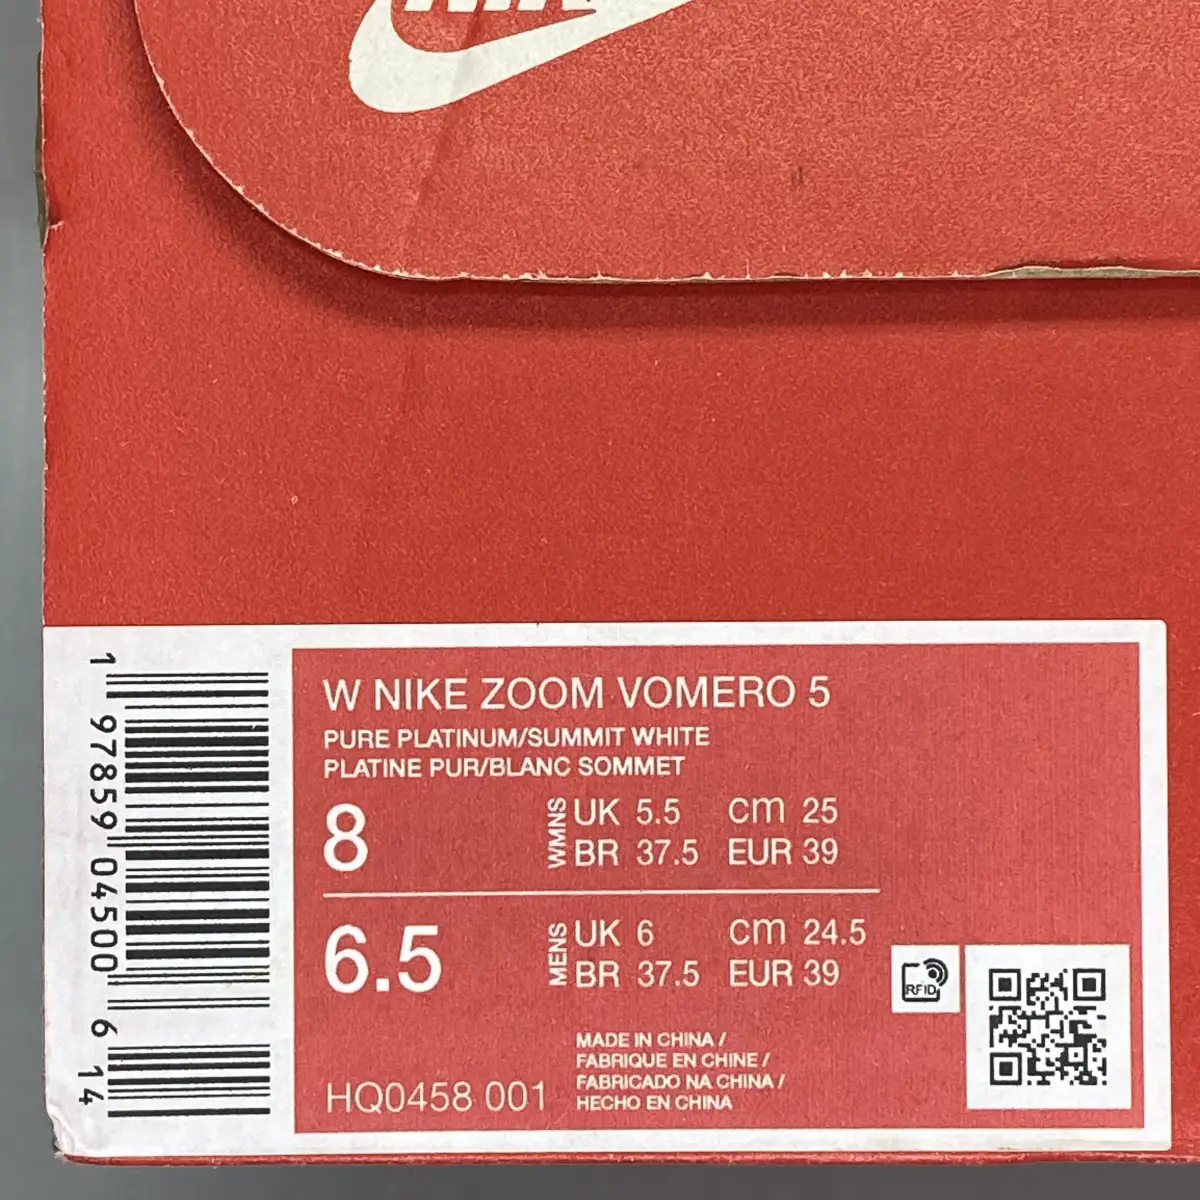 NIKE
W NIKE ZOOM VOMERO 5
PURE PLATINUM/SUMMIT WHITE
PLATINE PUR/BLANC SOMMET
8 WMNS UK 5.5 CM 25
BR 37.5 EUR 39
6.5 MENS UK 6 CM 24.5
BR 37.5 EUR 39
RFID
MADE IN CHINA /
FABRIQUE EN CHINE /
FABRICADO NA CHINA /
HECHO EN CHINA
HQ0458 001
1 97859 04500 6 14